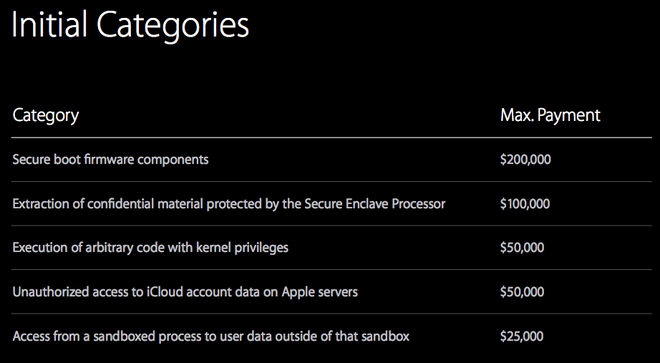 Initial Categories
Category Max. Payment
Secure boot firmware components $200,000
Extraction of confidential material protected by the Secure Enclave Processor $100,000
Execution of arbitrary code with kernel privileges $50,000
Unauthorized access to iCloud account data on Apple servers $50,000
Access from a sandboxed process to user data outside of that sandbox $25,000